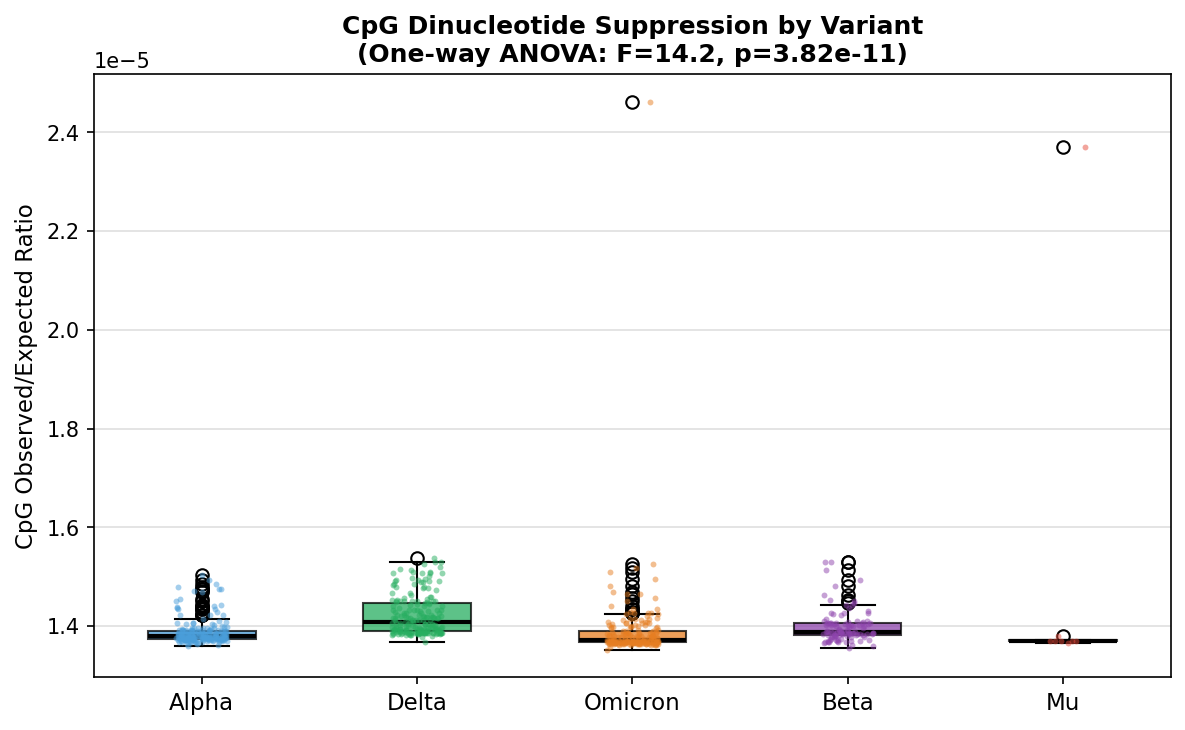 CpG Dinucleotide Suppression by Variant
(One-way ANOVA: F=14.2, p=3.82e-11)
1e−5
CpG Observed/Expected Ratio
2.4
2.2
2.0
1.8
1.6
1.4
Alpha
Delta
Omicron
Beta
Mu